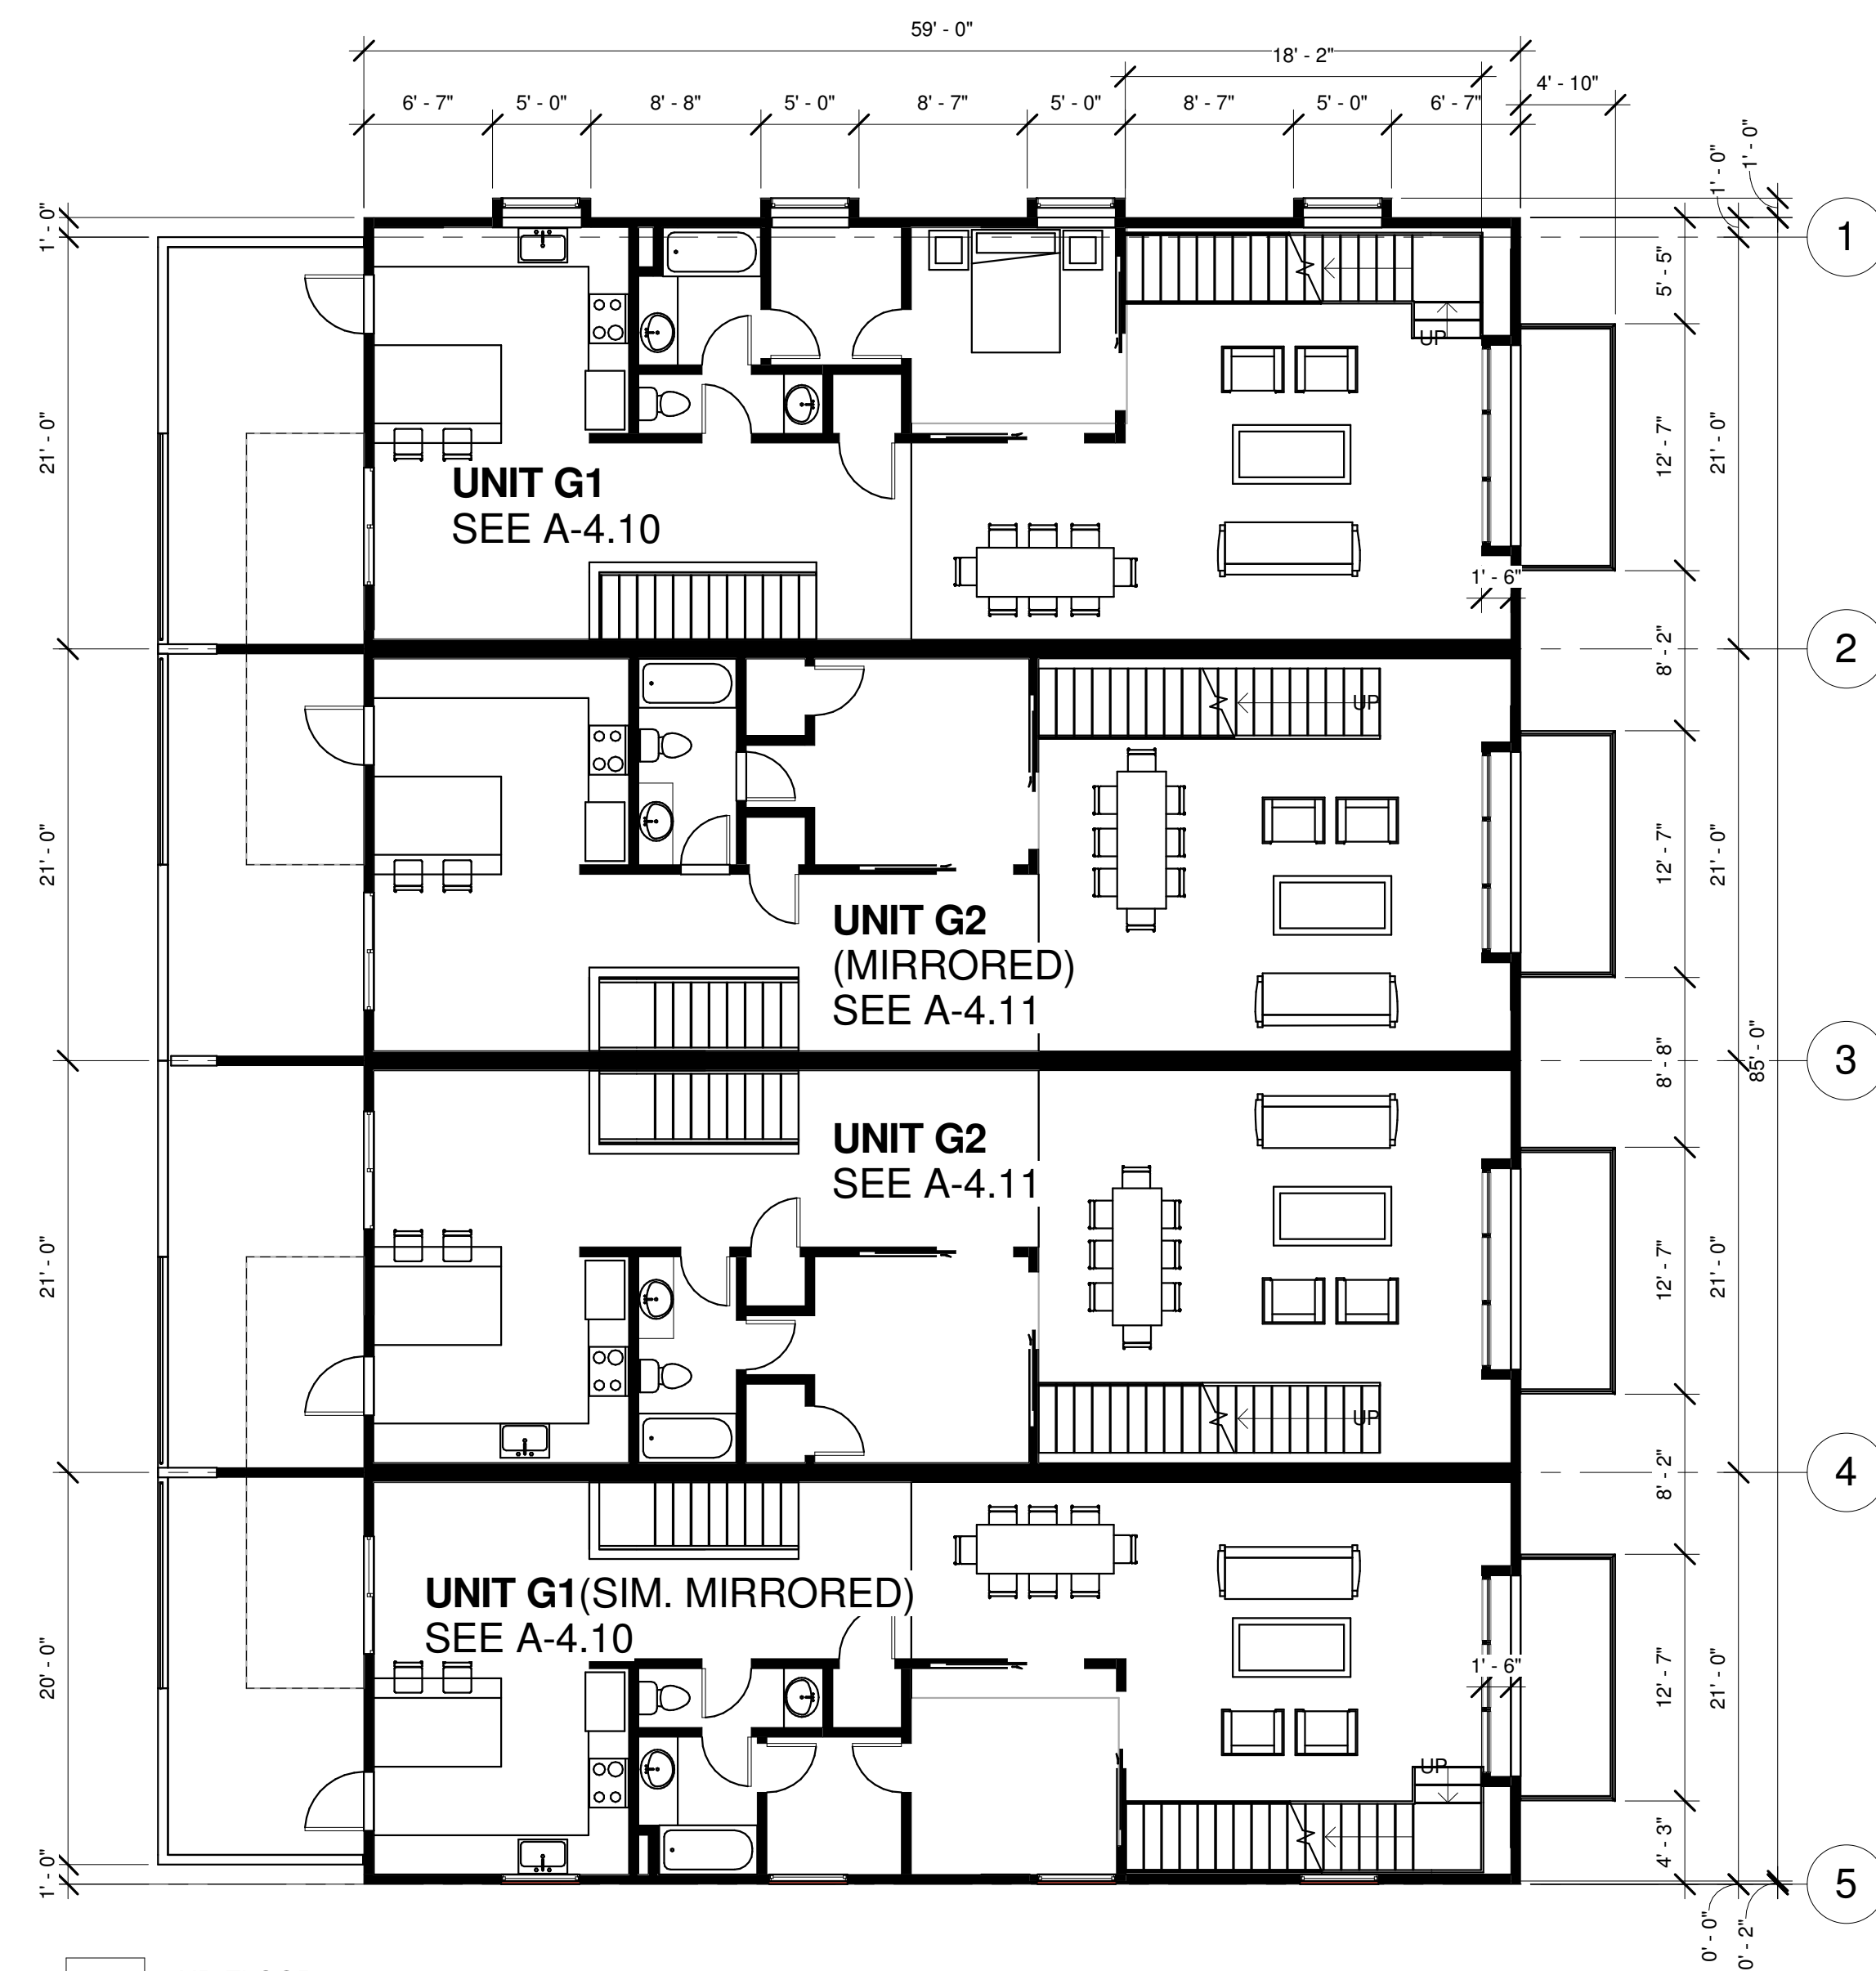 59' - 0"
18' - 2"
4' - 10"
6' - 7"
5' - 0"
8' - 8"
5' - 0"
8' - 7"
5' - 0"
8' - 7"
5' - 0"
6' - 7"
1' - 0"
1' - 0"
1' - 0"
1
5' - 5"
UP
21' - 0"
12' - 7"
21' - 0"
UNIT G1
SEE A-4.10
1' - 6"
2
8' - 2"
UP
21' - 0"
12' - 7"
21' - 0"
UNIT G2
(MIRRORED)
SEE A-4.11
3
8' - 8"
85' - 0"
UNIT G2
SEE A-4.11
21' - 0"
12' - 7"
21' - 0"
UP
4
8' - 2"
UNIT G1(SIM. MIRRORED)
SEE A-4.10
20' - 0"
1' - 6"
12' - 7"
21' - 0"
UP
4' - 3"
1' - 0"
5
0' - 0"
0' - 2"